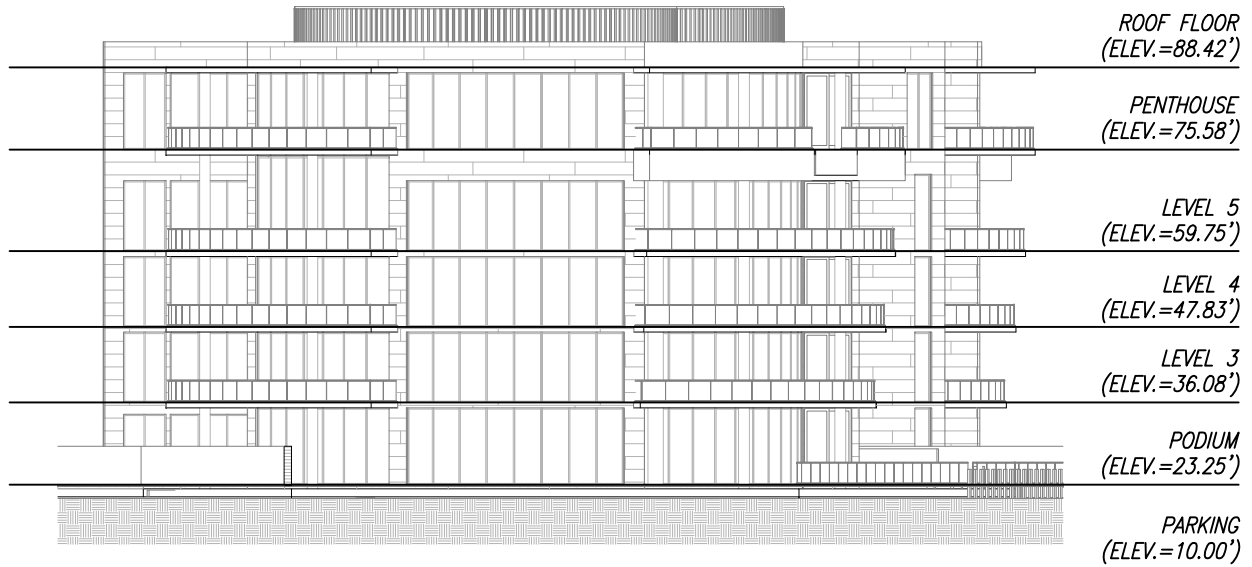 ROOF FLOOR
(ELEV.=88.42')
PENTHOUSE
(ELEV.=75.58')
LEVEL 5
(ELEV.=59.75')
LEVEL 4
(ELEV.=47.83')
LEVEL 3
(ELEV.=36.08')
PODIUM
(ELEV.=23.25')
PARKING
(ELEV.=10.00')